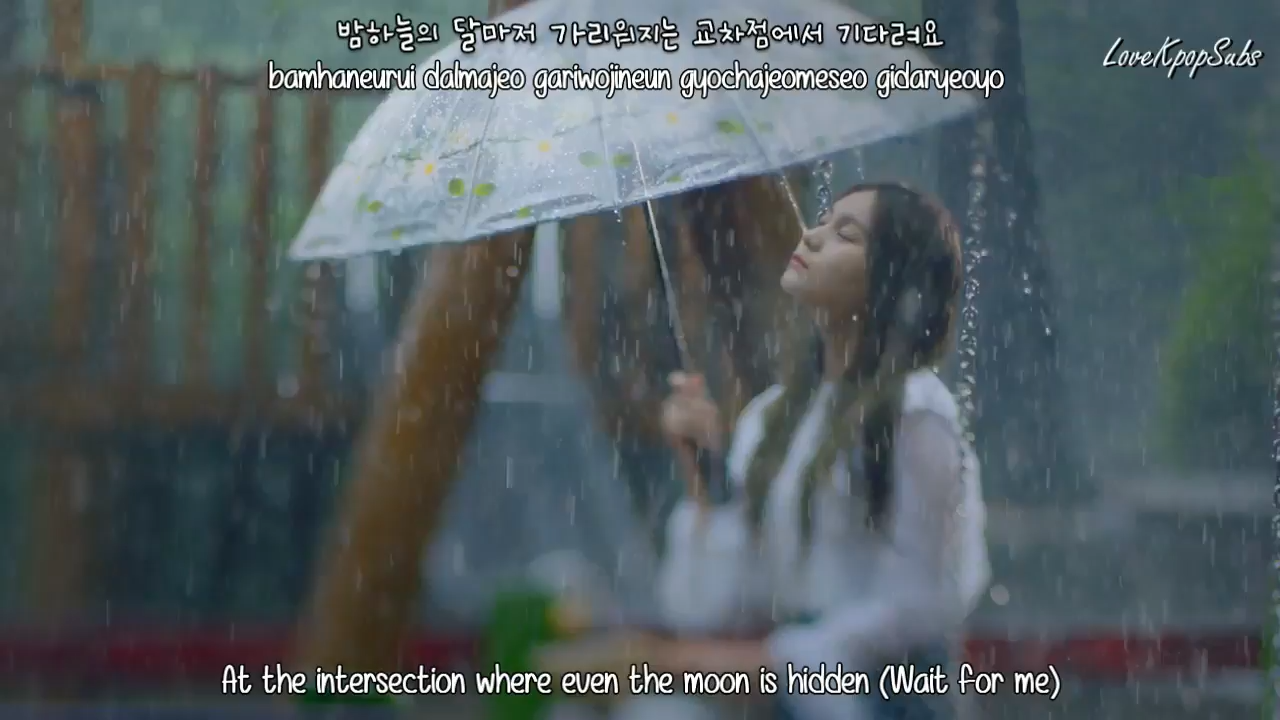 밤하늘의 달마저 가리워지는 교차점에서 기다려요
LoveKpopSubs
bamhaneurui dalmajeo gariwojineun gyochajeomeseo gidaryeoyo
At the intersection where even the moon is hidden (Wait for me)